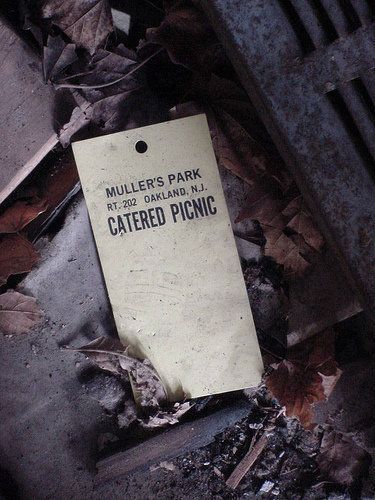 MULLER'S PARK
RT. 202 OAKLAND, N.J.
CATERED PICNIC